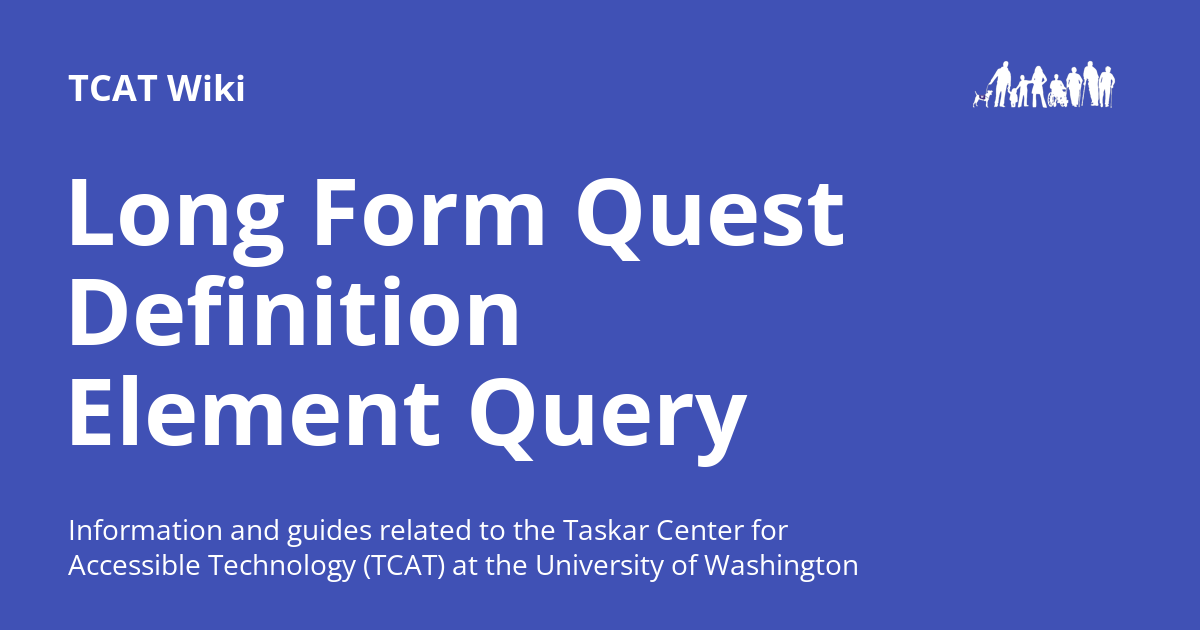 TCAT Wiki
Long Form Quest
Definition
Element Query
Information and guides related to the Taskar Center for
Accessible Technology (TCAT) at the University of Washington